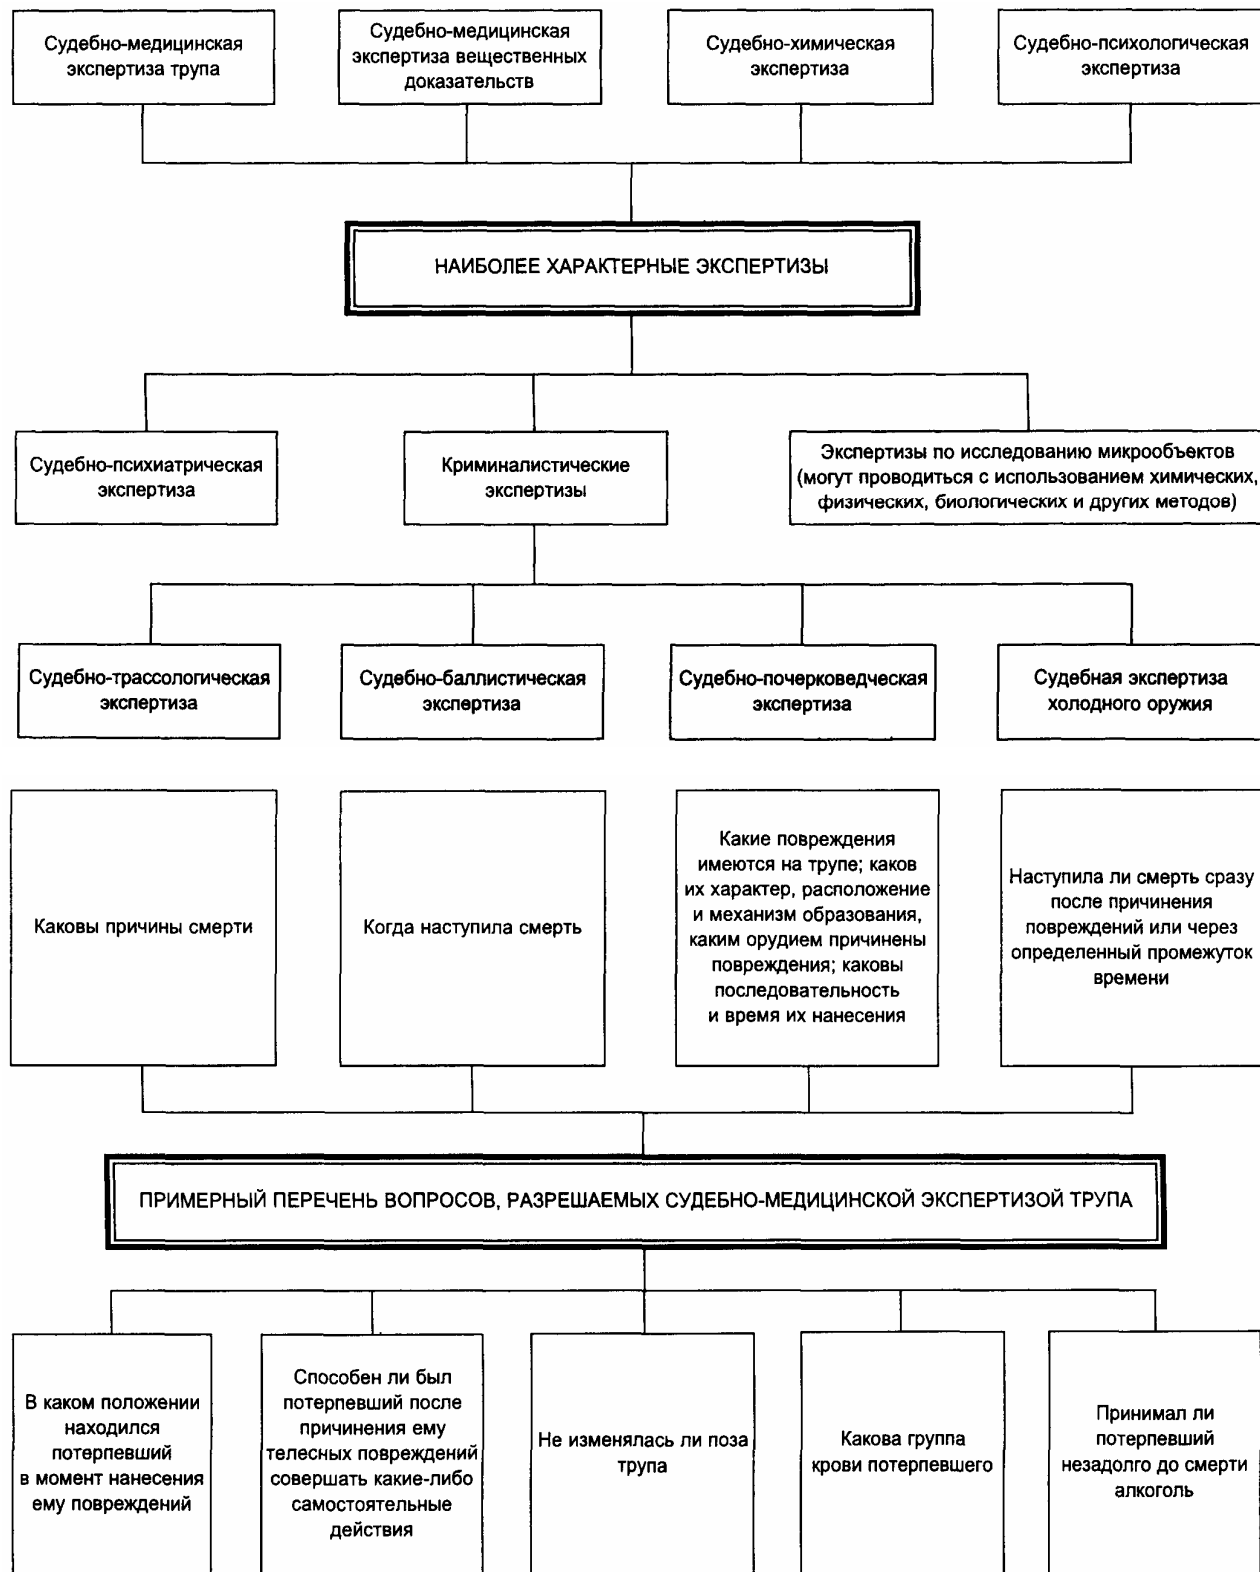 Судебно-медицинская
экспертиза трупа
Судебно-медицинская
экспертиза вещественных
доказательств
Судебно-химическая
экспертиза
Судебно-психологическая
экспертиза
НАИБОЛЕЕ ХАРАКТЕРНЫЕ ЭКСПЕРТИЗЫ
Судебно-психиатрическая
экспертиза
Криминалистические
экспертизы
Экспертизы по исследованию микрообъектов
(могут проводиться с использованием химических,
физических, биологических и других методов)
Судебно-трассологическая
экспертиза
Судебно-баллистическая
экспертиза
Судебно-почерковедческая
экспертиза
Судебная экспертиза
холодного оружия
Каковы причины смерти
Когда наступила смерть
Какие повреждения
имеются на трупе; каков
их характер, расположение
и механизм образования,
каким орудием причинены
повреждения; каковы
последовательность
и время их нанесения
Наступила ли смерть сразу
после причинения
повреждений или через
определенный промежуток
времени
ПРИМЕРНЫЙ ПЕРЕЧЕНЬ ВОПРОСОВ, РАЗРЕШАЕМЫХ СУДЕБНО-МЕДИЦИНСКОЙ ЭКСПЕРТИЗОЙ ТРУПА
В каком положении
находился
потерпевший
в момент нанесения
ему повреждений
Способен ли был
потерпевший после
причинения ему
телесных повреждений
совершать какие-либо
самостоятельные
действия
Не изменялась ли поза
трупа
Какова группа
крови потерпевшего
Принимал ли
потерпевший
незадолго до смерти
алкоголь